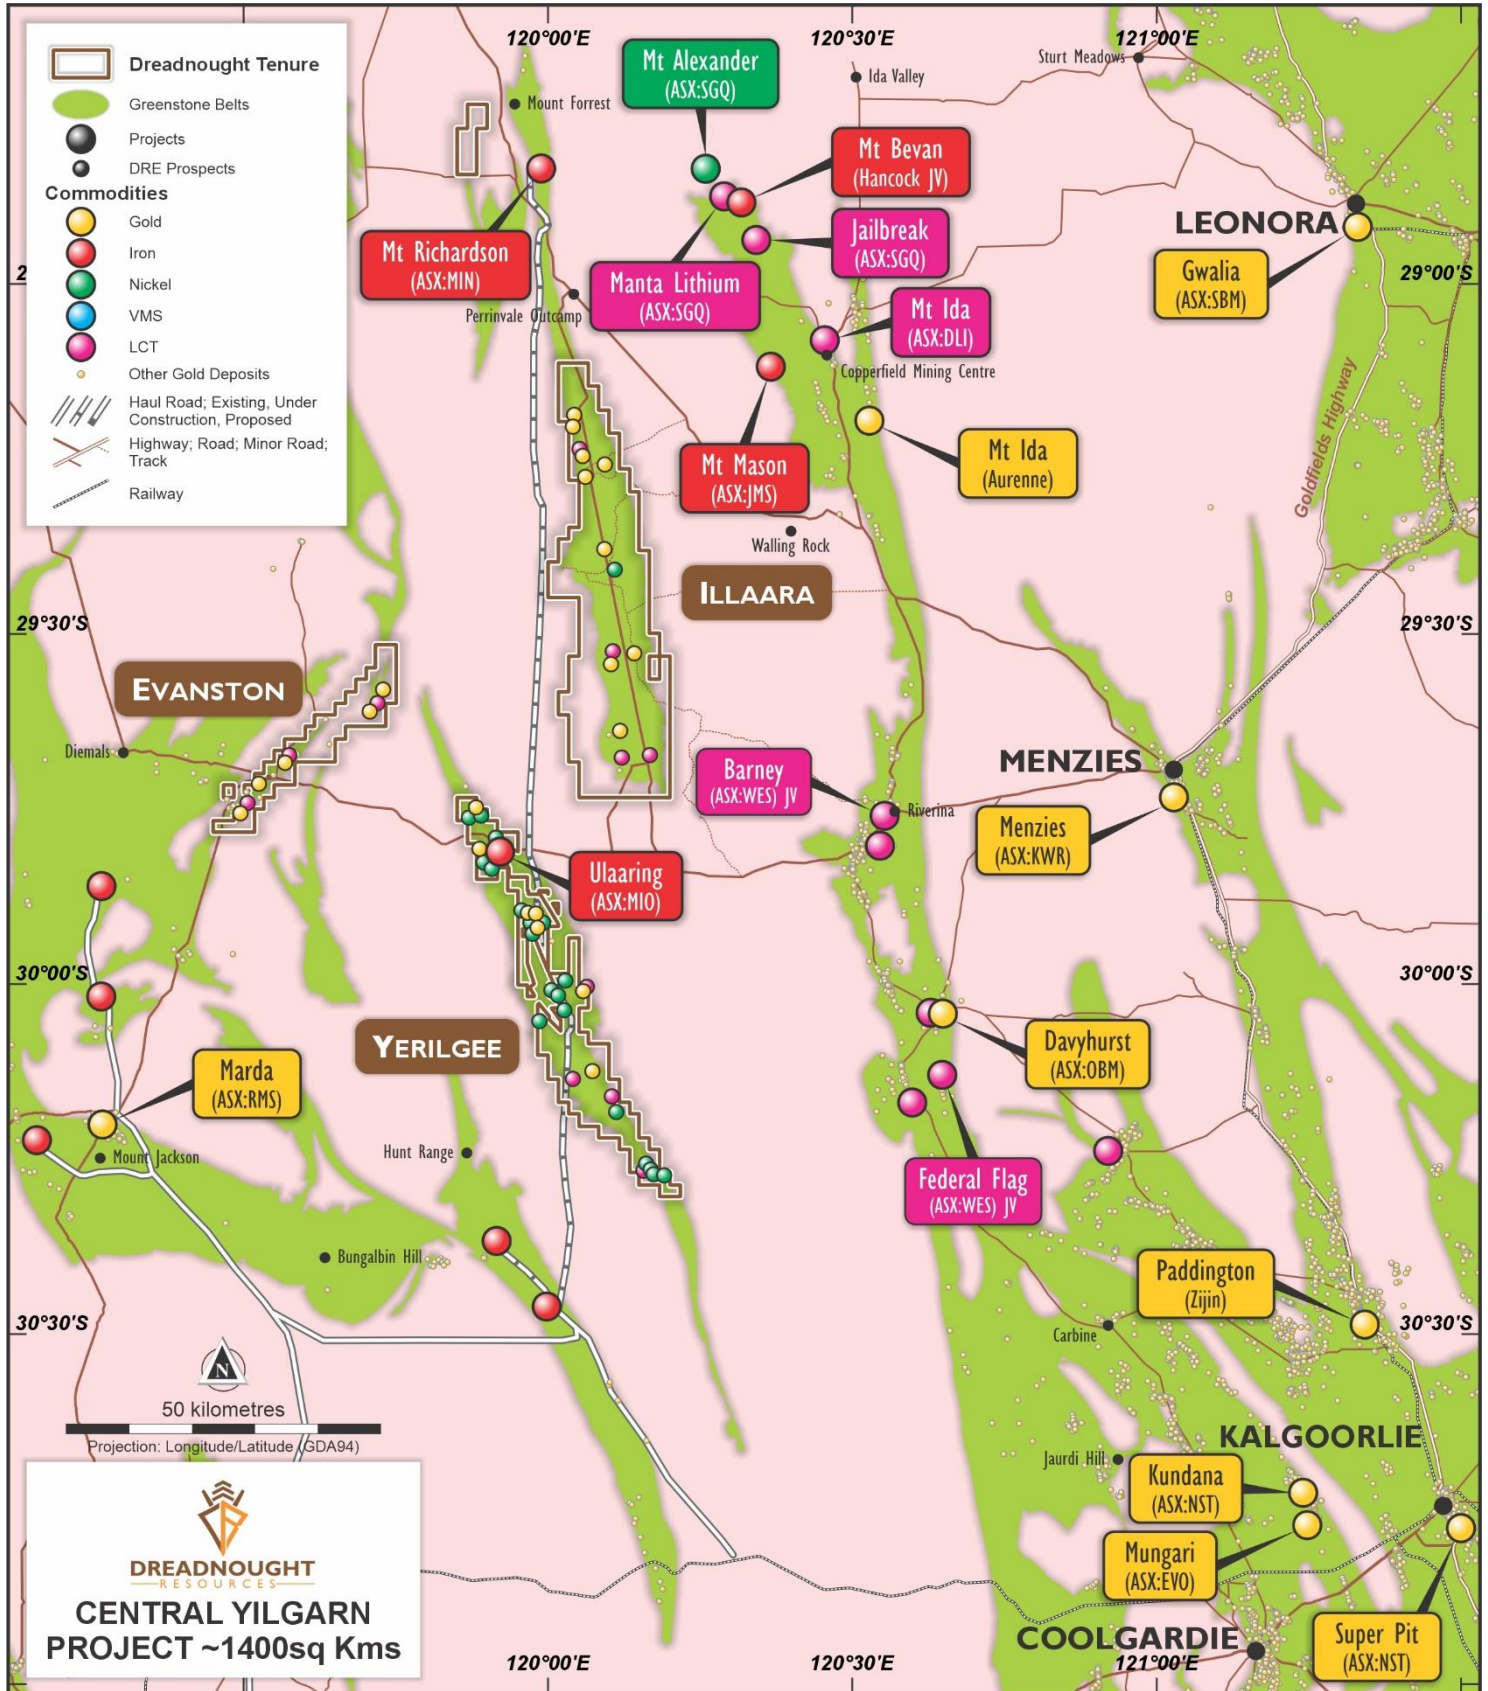 120°00'E
120°30'E
121°00'E
Dreadnought Tenure
Greenstone Belts
Projects
DRE Prospects
Commodities
Gold
Iron
Nickel
VMS
LCT
Other Gold Deposits
Haul Road; Existing, Under
Construction, Proposed
Highway; Road; Minor Road;
Track
Railway
Mt Alexander
(ASX:SGQ)
Sturt Meadows
Ida Valley
Mount Forrest
Mt Bevan
(Hancock JV)
Mt Richardson
(ASX:MIN)
Jailbreak
(ASX:SGQ)
LEONORA
Manta Lithium
(ASX:SGQ)
Gwalia
(ASX:SBM)
2
29°00'S
Perrinvale Outcamp
Mt Ida
(ASX:DLI)
Copperfield Mining Centre
Goldfields Highway
Mt Mason
(ASX:JMS)
Mt Ida
(Aurenne)
Walling Rock
ILLAARA
29°30'S
29°30'S
EVANSTON
Diemals
MENZIES
Barney
(ASX:WES) JV
Riverina
Menzies
(ASX:KWR)
Ulaaring
(ASX:MIO)
30°00'S
30°00'S
YERILGEE
Davyhurst
(ASX:OBM)
Marda
(ASX:RMS)
Mount Jackson
Hunt Range
Federal Flag
(ASX:WES) JV
Bungalbin Hill
Paddington
(Zijin)
30°30'S
30°30'S
Carbine
N
50 kilometres
Projection: Longitude/Latitude (GDA94)
KALGOORLIE
Jaurdi Hill
Kundana
(ASX:NST)
Mungari
(ASX:EVO)
DREADNOUGHT
RESOURCES
CENTRAL YILGARN
PROJECT ~1400sq Kms
COOLGARDIE
Super Pit
(ASX:NST)
120°00'E
120°30'E
121°00'E